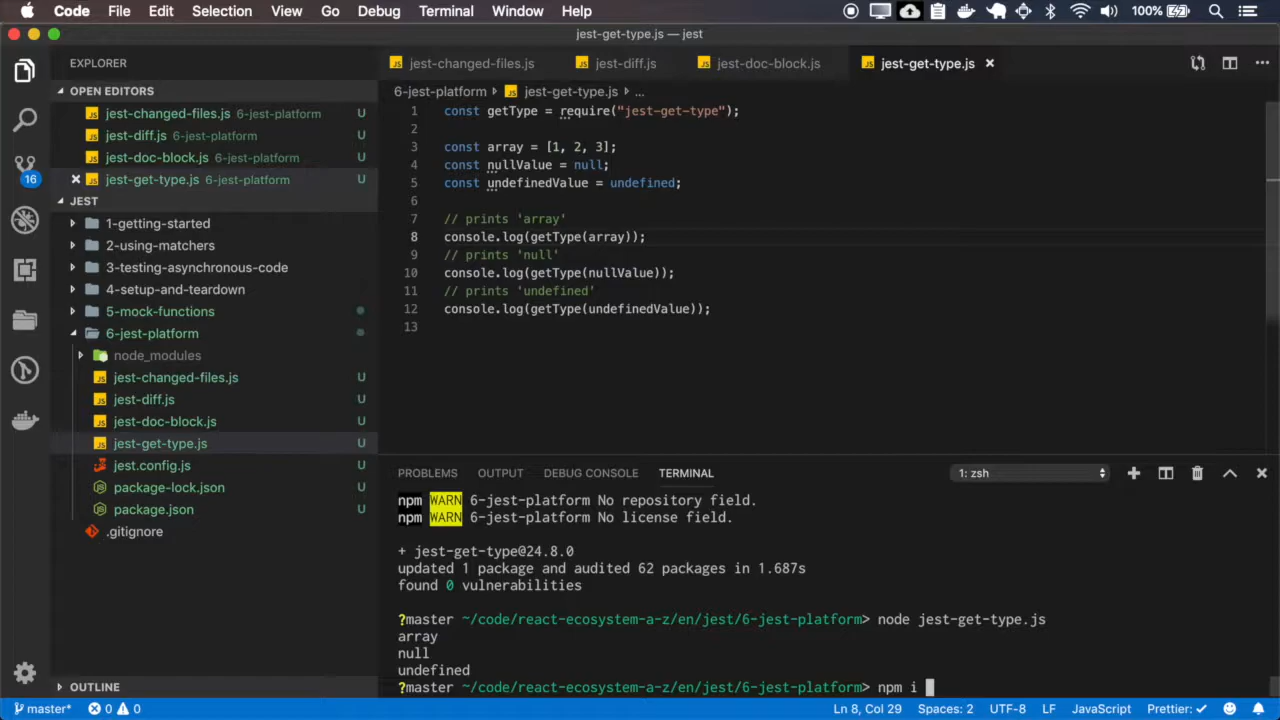 Code File Edit Selection View Go Debug Terminal Window Help 100%
jest-get-type.js — jest
EXPLORER
jest-changed-files.js jest-diff.js jest-doc-block.js jest-get-type.js
OPEN EDITORS
6-jest-platform jest-get-type.js ...
jest-changed-files.js 6-jest-platform U
jest-diff.js 6-jest-platform U
jest-doc-block.js 6-jest-platform U
jest-get-type.js 6-jest-platform U
16
JEST
1-getting-started
2-using-matchers
3-testing-asynchronous-code
4-setup-and-teardown
5-mock-functions
6-jest-platform
node_modules
jest-changed-files.js U
jest-diff.js U
jest-doc-block.js U
jest-get-type.js U
jest.config.js U
package-lock.json U
package.json U
.gitignore
OUTLINE
1 const getType = require("jest-get-type");
2
3 const array = [1, 2, 3];
4 const nullValue = null;
5 const undefinedValue = undefined;
6
7 // prints 'array'
8 console.log(getType(array));
9 // prints 'null'
10 console.log(getType(nullValue));
11 // prints 'undefined'
12 console.log(getType(undefinedValue));
13
PROBLEMS OUTPUT DEBUG CONSOLE TERMINAL 1: zsh
npm WARN 6-jest-platform No repository field.
npm WARN 6-jest-platform No license field.
+ jest-get-type@24.8.0
updated 1 package and audited 62 packages in 1.687s
found 0 vulnerabilities
?master ~/code/react-ecosystem-a-z/en/jest/6-jest-platform> node jest-get-type.js
array
null
undefined
?master ~/code/react-ecosystem-a-z/en/jest/6-jest-platform> npm i
master* 0 0 Ln 8, Col 29 Spaces: 2 UTF-8 LF JavaScript Prettier: ✓